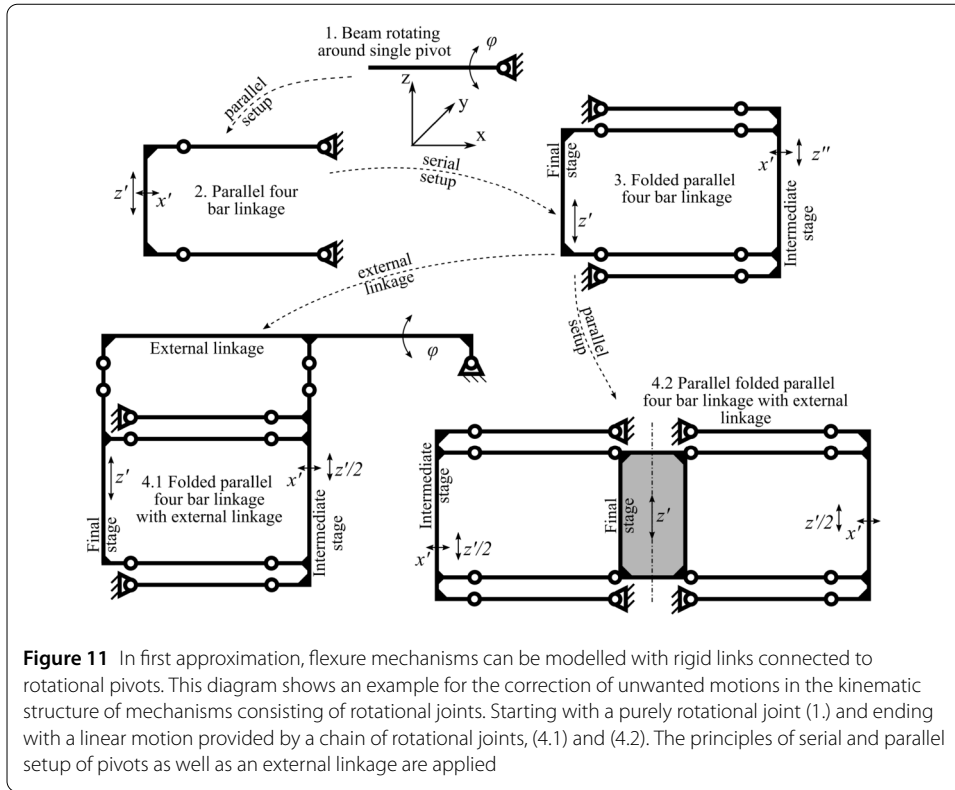 1. Beam rotating
around single pivot
φ
parallel
setup
z
y
x
serial
setup
z'
x'
2. Parallel four
bar linkage
Final
stage
3. Folded parallel
four bar linkage
z'
x'
z''
Intermediate
stage
external
linkage
parallel
setup
External linkage
φ
4.1 Folded parallel
four bar linkage
with external linkage
z'
x'
z'/2
Final
stage
Intermediate
stage
4.2 Parallel folded parallel
four bar linkage with external
linkage
Intermediate
stage
x'
z'/2
Final
stage
z'
z'/2
x'
Figure 11 In first approximation, flexure mechanisms can be modelled with rigid links connected to
rotational pivots. This diagram shows an example for the correction of unwanted motions in the kinematic
structure of mechanisms consisting of rotational joints. Starting with a purely rotational joint (1.) and ending
with a linear motion provided by a chain of rotational joints, (4.1) and (4.2). The principles of serial and parallel
setup of pivots as well as an external linkage are applied